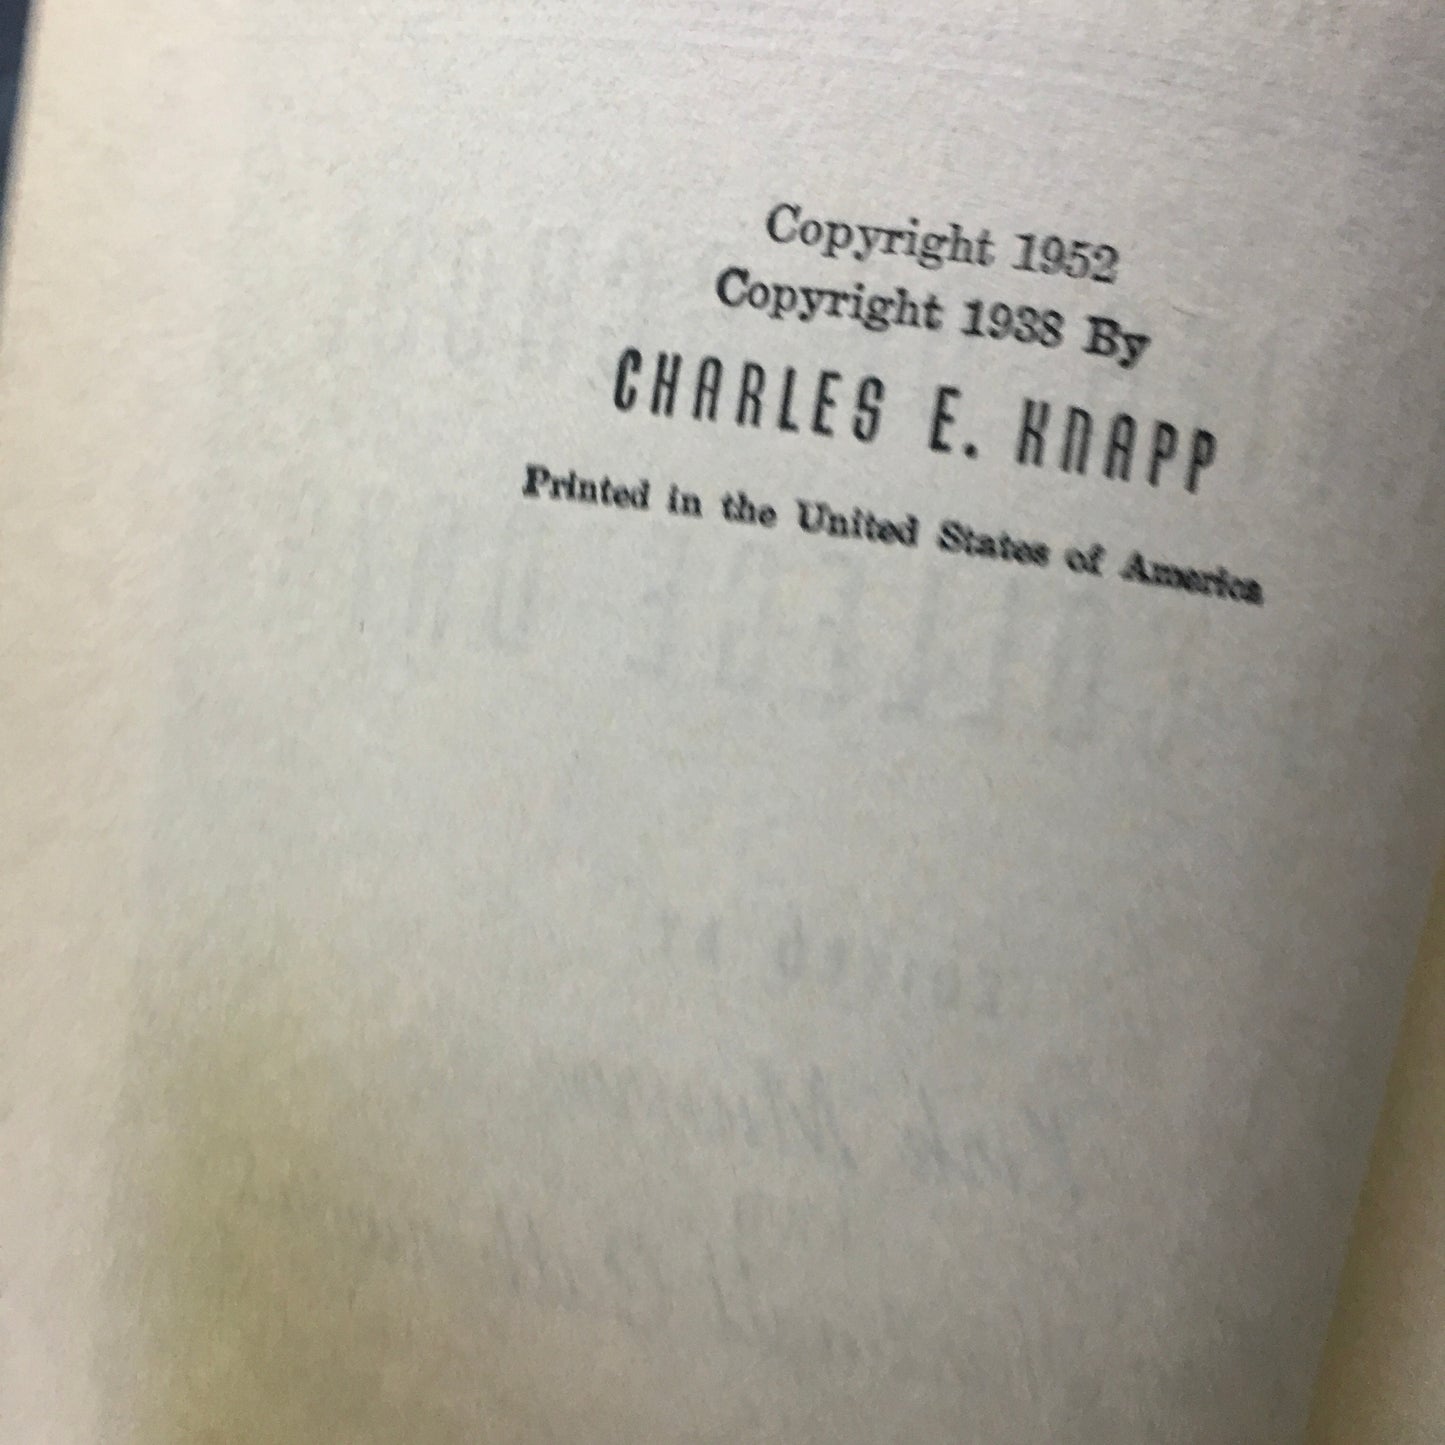 Copyright 1952
Copyright 1938 By
CHARLES E. KNAPP
Printed in the United States of America